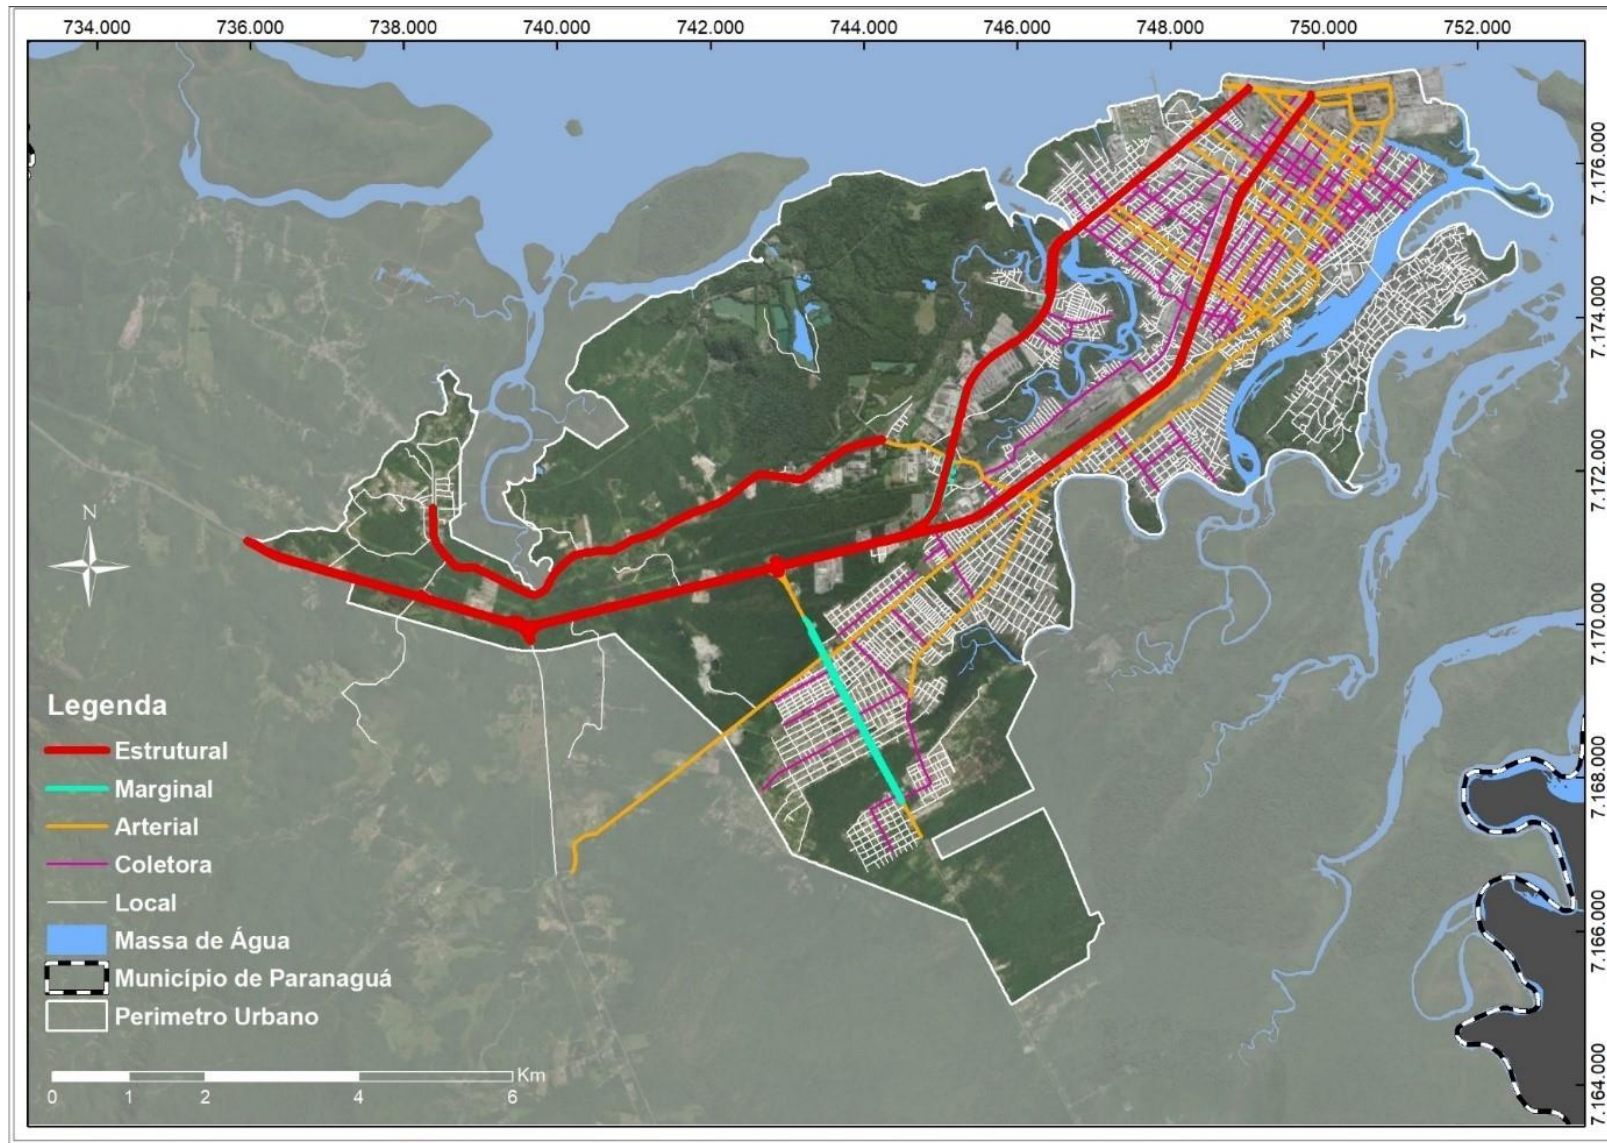 734.000 736.000 738.000 740.000 742.000 744.000 746.000 748.000 750.000 752.000
7.176.000
7.174.000
7.172.000
7.170.000
7.168.000
7.166.000
7.164.000
N
Legenda
Estrutural
Marginal
Arterial
Coletora
Local
Massa de Água
Município de Paranaguá
Perimetro Urbano
Km
0 1 2 4 6